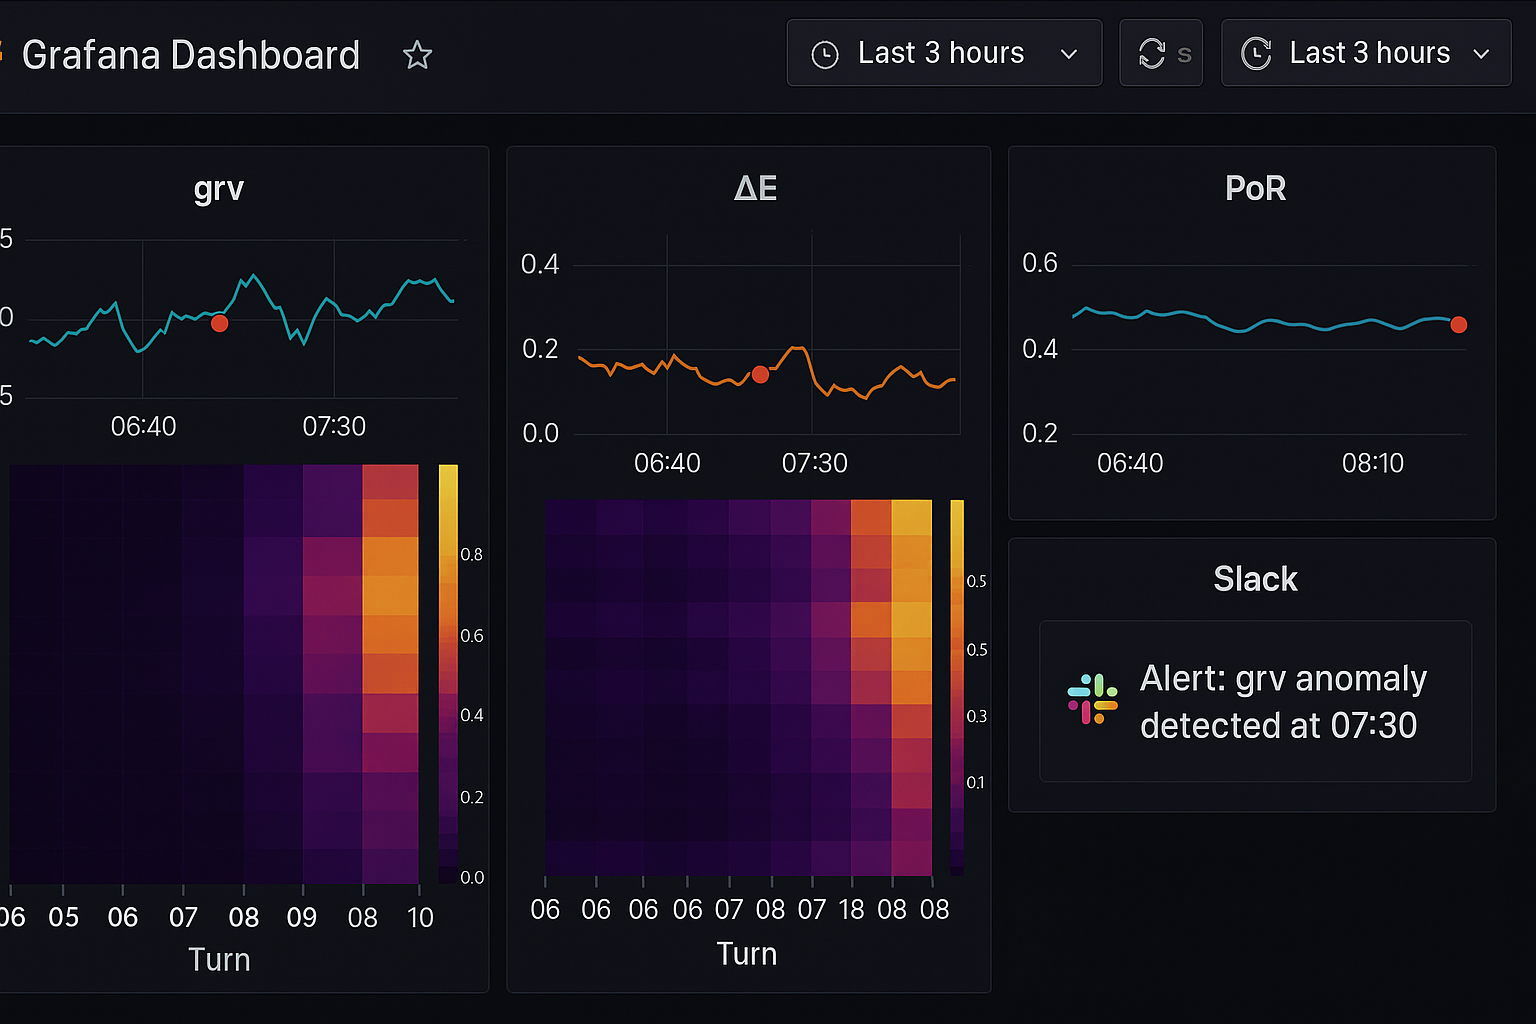 Grafana Dashboard
Last 3 hours
s
Last 3 hours
grv
5
0
5
06:40 07:30
0.8
0.6
0.4
0.2
0.0
06 05 06 07 08 09 08 10
Turn
ΔE
0.4
0.2
0.0
06:40 07:30
0.5
0.5
0.3
0.1
06 06 06 06 07 08 07 18 08 08
Turn
PoR
0.6
0.4
0.2
06:40 08:10
Slack
Alert: grv anomaly
detected at 07:30